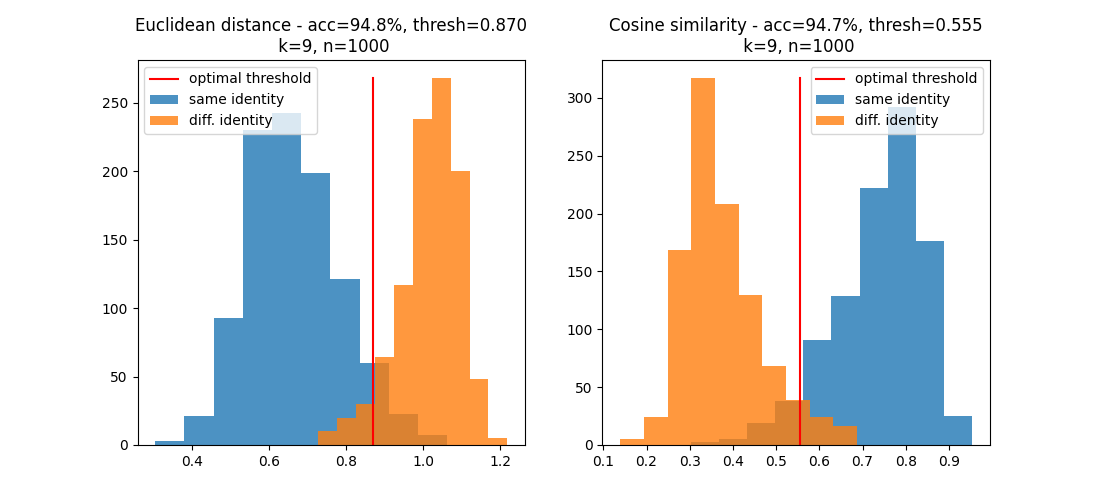 Euclidean distance - acc=94.8%, thresh=0.870
k=9, n=1000
optimal threshold
same identity
diff. identity
250
200
150
100
50
0
0.4 0.6 0.8 1.0 1.2
Cosine similarity - acc=94.7%, thresh=0.555
k=9, n=1000
optimal threshold
same identity
diff. identity
300
250
200
150
100
50
0
0.1 0.2 0.3 0.4 0.5 0.6 0.7 0.8 0.9